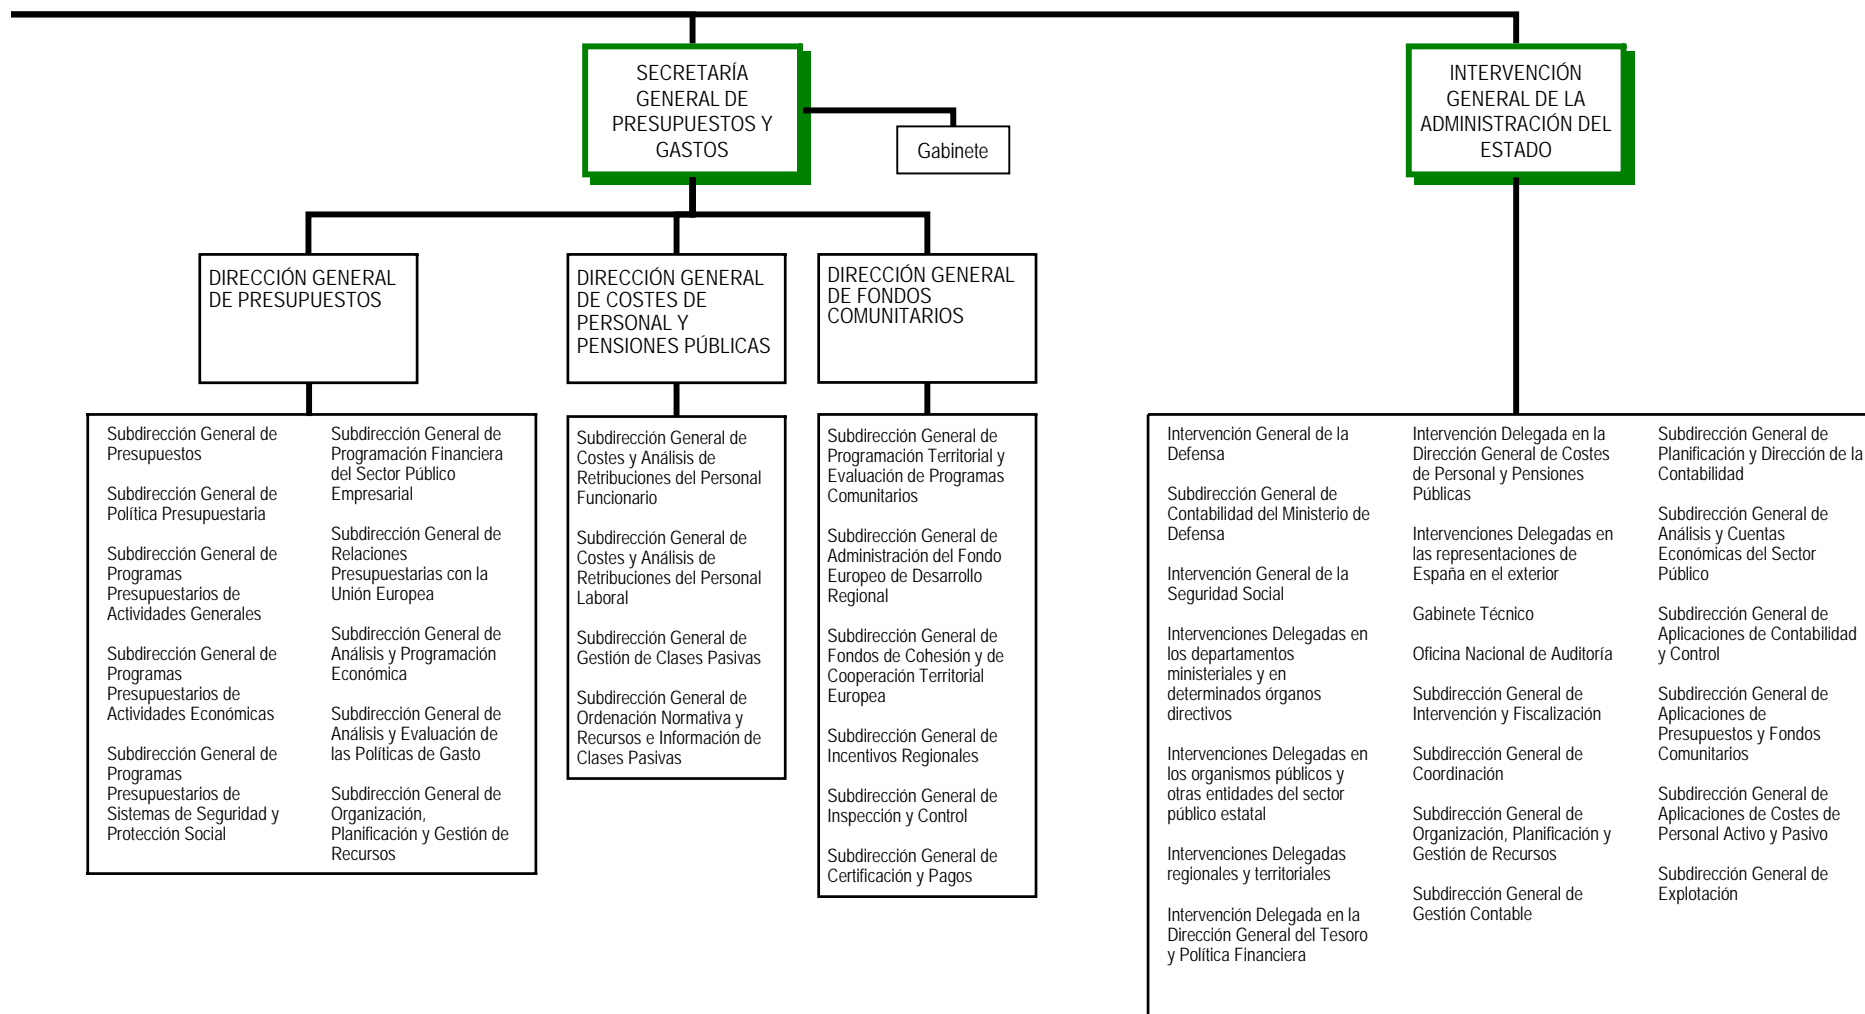 SECRETARÍA
GENERAL DE
PRESUPUESTOS Y
GASTOS
Gabinete
INTERVENCIÓN
GENERAL DE LA
ADMINISTRACIÓN DEL
ESTADO
DIRECCIÓN GENERAL
DE PRESUPUESTOS
DIRECCIÓN GENERAL
DE COSTES DE
PERSONAL Y
PENSIONES PÚBLICAS
DIRECCIÓN GENERAL
DE FONDOS
COMUNITARIOS
Subdirección General de
Presupuestos
Subdirección General de
Política Presupuestaria
Subdirección General de
Programas
Presupuestarios de
Actividades Generales
Subdirección General de
Programas
Presupuestarios de
Actividades Económicas
Subdirección General de
Programas
Presupuestarios de
Sistemas de Seguridad y
Protección Social
Subdirección General de
Programación Financiera
del Sector Público
Empresarial
Subdirección General de
Relaciones
Presupuestarias con la
Unión Europea
Subdirección General de
Análisis y Programación
Económica
Subdirección General de
Análisis y Evaluación de
las Políticas de Gasto
Subdirección General de
Organización,
Planificación y Gestión de
Recursos
Subdirección General de
Costes y Análisis de
Retribuciones del Personal
Funcionario
Subdirección General de
Costes y Análisis de
Retribuciones del Personal
Laboral
Subdirección General de
Gestión de Clases Pasivas
Subdirección General de
Ordenación Normativa y
Recursos e Información de
Clases Pasivas
Subdirección General de
Programación Territorial y
Evaluación de Programas
Comunitarios
Subdirección General de
Administración del Fondo
Europeo de Desarrollo
Regional
Subdirección General de
Fondos de Cohesión y de
Cooperación Territorial
Europea
Subdirección General de
Incentivos Regionales
Subdirección General de
Inspección y Control
Subdirección General de
Certificación y Pagos
Intervención General de la
Defensa
Subdirección General de
Contabilidad del Ministerio de
Defensa
Intervención General de la
Seguridad Social
Intervenciones Delegadas en
los departamentos
ministeriales y en
determinados órganos
directivos
Intervenciones Delegadas en
los organismos públicos y
otras entidades del sector
público estatal
Intervenciones Delegadas
regionales y territoriales
Intervención Delegada en la
Dirección General del Tesoro
y Política Financiera
Intervención Delegada en la
Dirección General de Costes
de Personal y Pensiones
Públicas
Intervenciones Delegadas en
las representaciones de
España en el exterior
Gabinete Técnico
Oficina Nacional de Auditoría
Subdirección General de
Intervención y Fiscalización
Subdirección General de
Coordinación
Subdirección General de
Organización, Planificación y
Gestión de Recursos
Subdirección General de
Gestión Contable
Subdirección General de
Planificación y Dirección de la
Contabilidad
Subdirección General de
Análisis y Cuentas
Económicas del Sector
Público
Subdirección General de
Aplicaciones de Contabilidad
y Control
Subdirección General de
Aplicaciones de
Presupuestos y Fondos
Comunitarios
Subdirección General de
Aplicaciones de Costes de
Personal Activo y Pasivo
Subdirección General de
Explotación